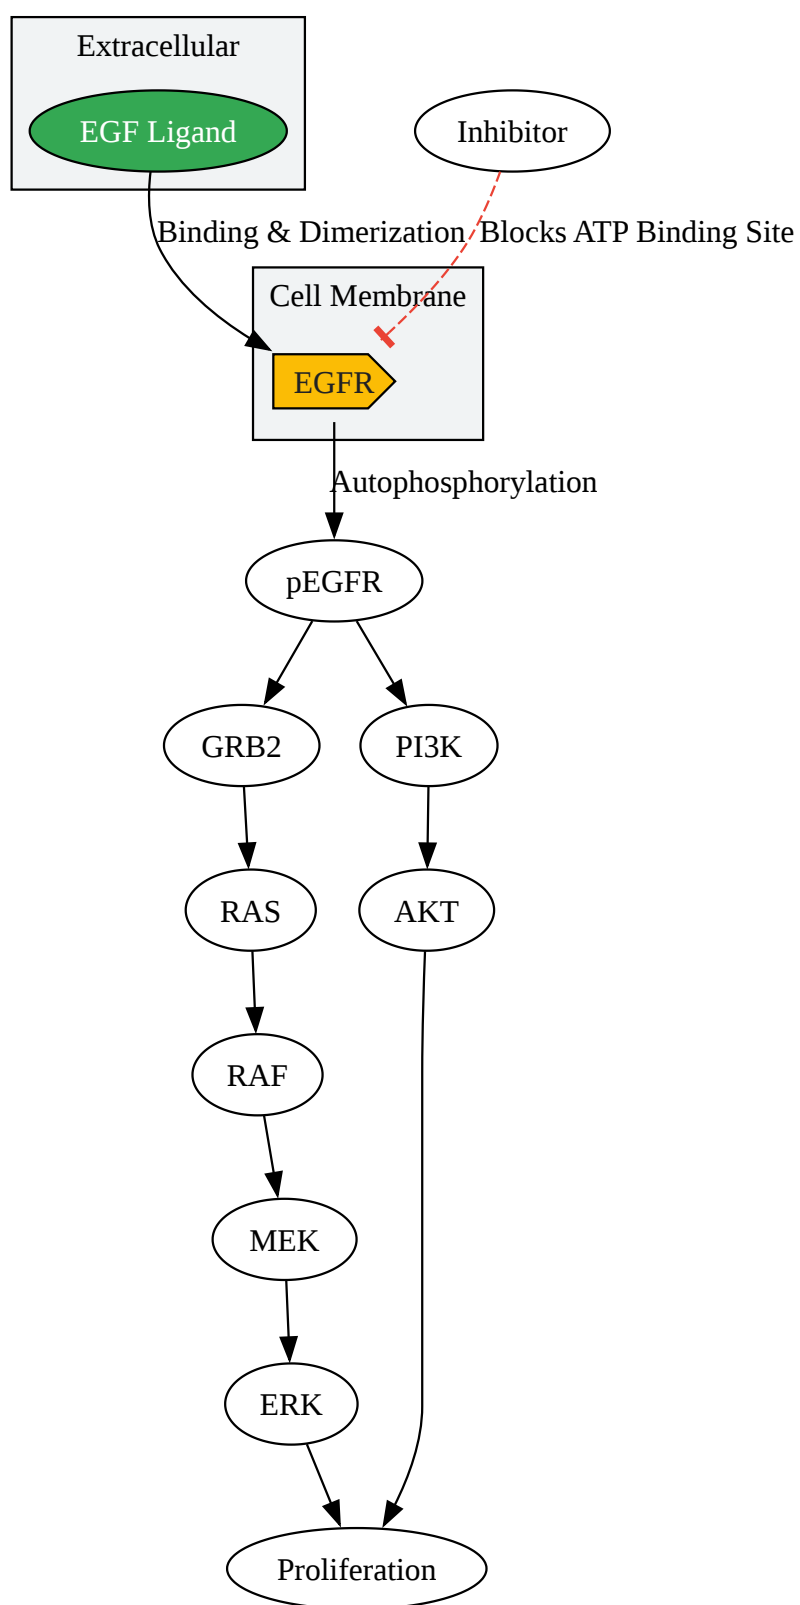 Extracellular
EGF Ligand
Inhibitor
Binding & Dimerization
Blocks ATP Binding Site
Cell Membrane
EGFR
Autophosphorylation
pEGFR
GRB2
PI3K
RAS
AKT
RAF
MEK
ERK
Proliferation